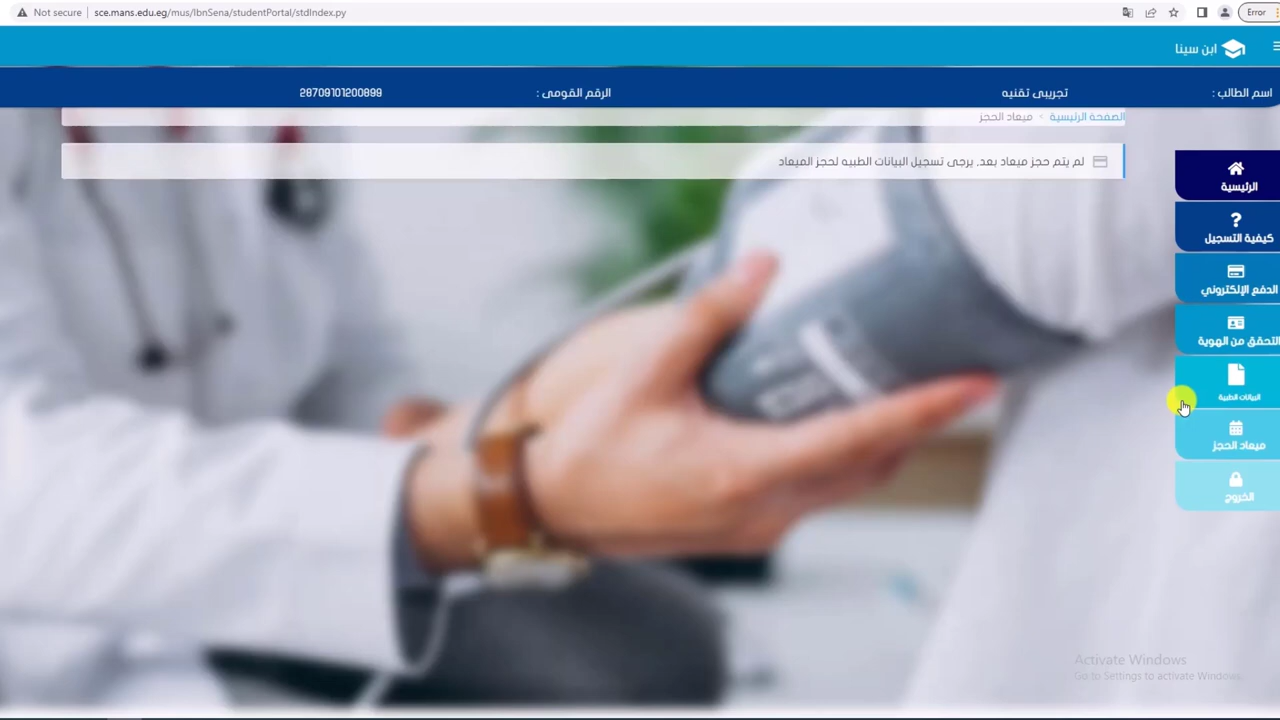 Not secure
sce.mans.edu.eg/mus/IbnSena/studentPortal/stdIndex.py
Error
ابن سينا
اسم الطالب :
تجريبى تقنيه
الرقم القومى :
28709101200899
الصفحة الرئيسية > ميعاد الحجز
لم يتم حجز ميعاد بعد. يرجى تسجيل البيانات الطبيه لحجز الميعاد
الرئيسية
كيفية التسجيل
الدفع الإلكتروني
التحقق من الهوية
البيانات الطبية
ميعاد الحجز
الخروج
Activate Windows
Go to Settings to activate Windows.